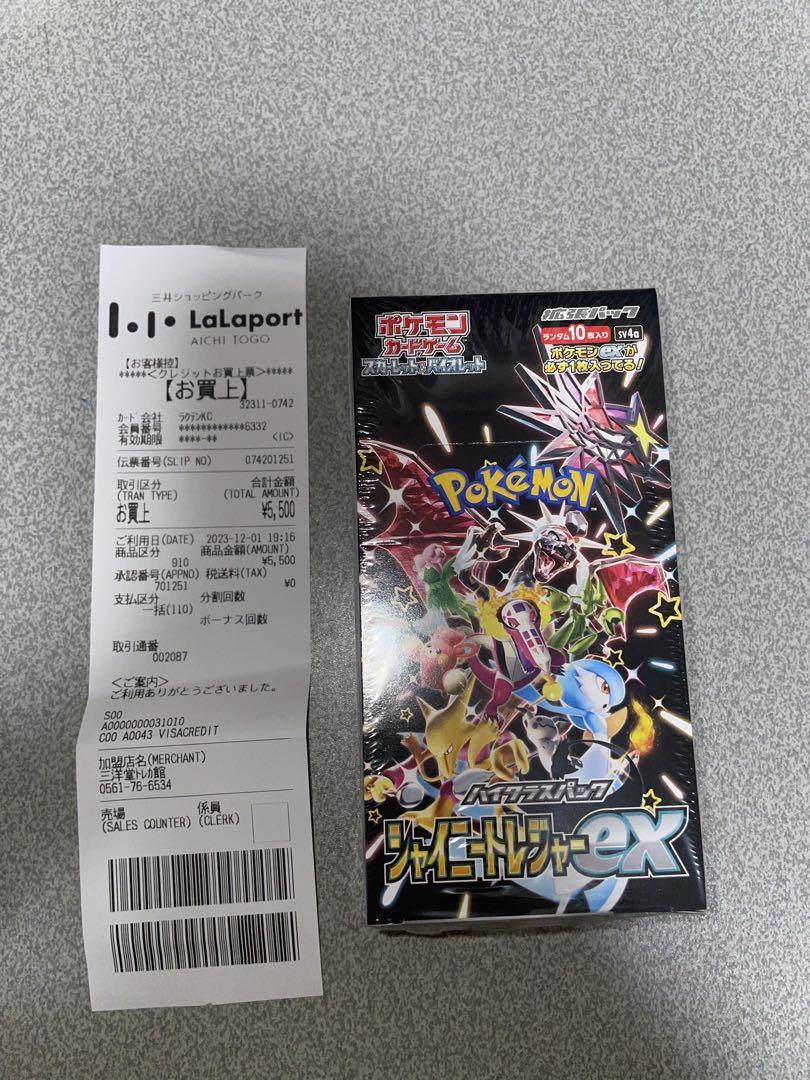 三井ショッピングパーク
LaLaport
AICHI TOGO
【お客様控】
*****<クレジットお買上票>*****
【お買上】
32311-0742
カード会社 ラクテンKC
会員番号 ************6332
有効期限 ****-** <IC>
伝票番号(SLIP NO) 074201251
取引区分 合計金額
(TRAN TYPE) (TOTAL AMOUNT)
お買上 ¥5,500
ご利用日(DATE) 2023-12-01 19:16
商品区分 商品金額(AMOUNT)
910 ¥5,500
承認番号(APPNO) 税送料(TAX)
701251 ¥0
支払区分 分割回数
一括(110)
ボーナス回数
取引通番
002087
<ご案内>
ご利用ありがとうございました。
S00
A0000000031010
C00 A0043 VISACREDIT
加盟店名(MERCHANT)
三洋堂トレカ館
0561-76-6534
売場 係員
(SALES COUNTER) (CLERK)
ポケモン
カードゲーム
スカーレット&バイオレット
拡張パック
ランダム10枚入り SV4a
ポケモンexが
必ず1枚入ってる!
POKéMON
ハイクラスパック
シャイニートレジャーex